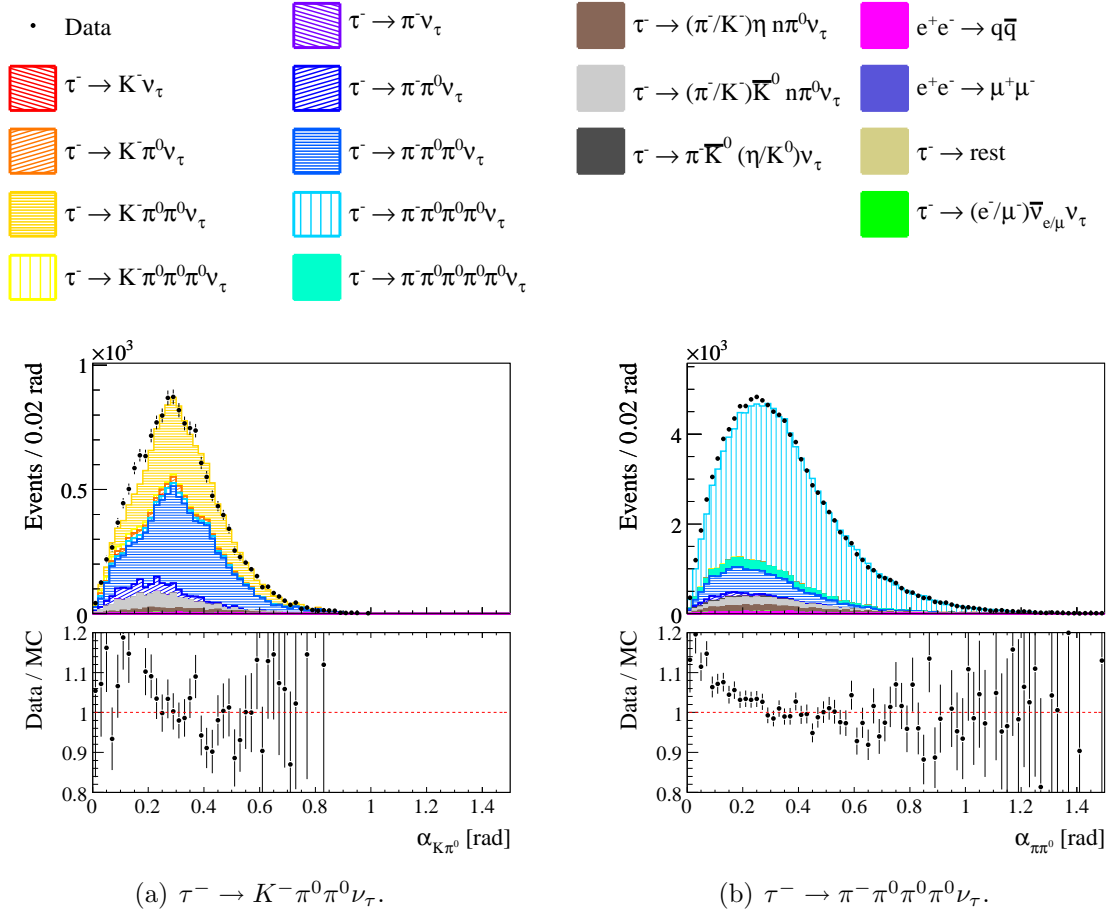 Data
τ⁻ → K⁻ν_τ
τ⁻ → K⁻π⁰ν_τ
τ⁻ → K⁻π⁰π⁰ν_τ
τ⁻ → K⁻π⁰π⁰π⁰ν_τ
τ⁻ → π⁻ν_τ
τ⁻ → π⁻π⁰ν_τ
τ⁻ → π⁻π⁰π⁰ν_τ
τ⁻ → π⁻π⁰π⁰π⁰ν_τ
τ⁻ → π⁻π⁰π⁰π⁰π⁰ν_τ
τ⁻ → (π⁻/K⁻)η nπ⁰ν_τ
τ⁻ → (π⁻/K⁻)K̅⁰ nπ⁰ν_τ
τ⁻ → π⁻K̅⁰ (η/K⁰)ν_τ
e⁺e⁻ → qq̅
e⁺e⁻ → μ⁺μ⁻
τ⁻ → rest
τ⁻ → (e⁻/μ⁻)ν̅_{e/μ} ν_τ
×10³
Events / 0.02 rad
1
0.5
0
Data / MC
1.2
1.1
1
0.9
0.8
0 0.2 0.4 0.6 0.8 1 1.2 1.4
α_{Kπ⁰} [rad]
(a) τ⁻ → K⁻π⁰π⁰ν_τ.
×10³
Events / 0.02 rad
4
2
0
Data / MC
1.2
1.1
1
0.9
0.8
0 0.2 0.4 0.6 0.8 1 1.2 1.4
α_{ππ⁰} [rad]
(b) τ⁻ → π⁻π⁰π⁰π⁰ν_τ.